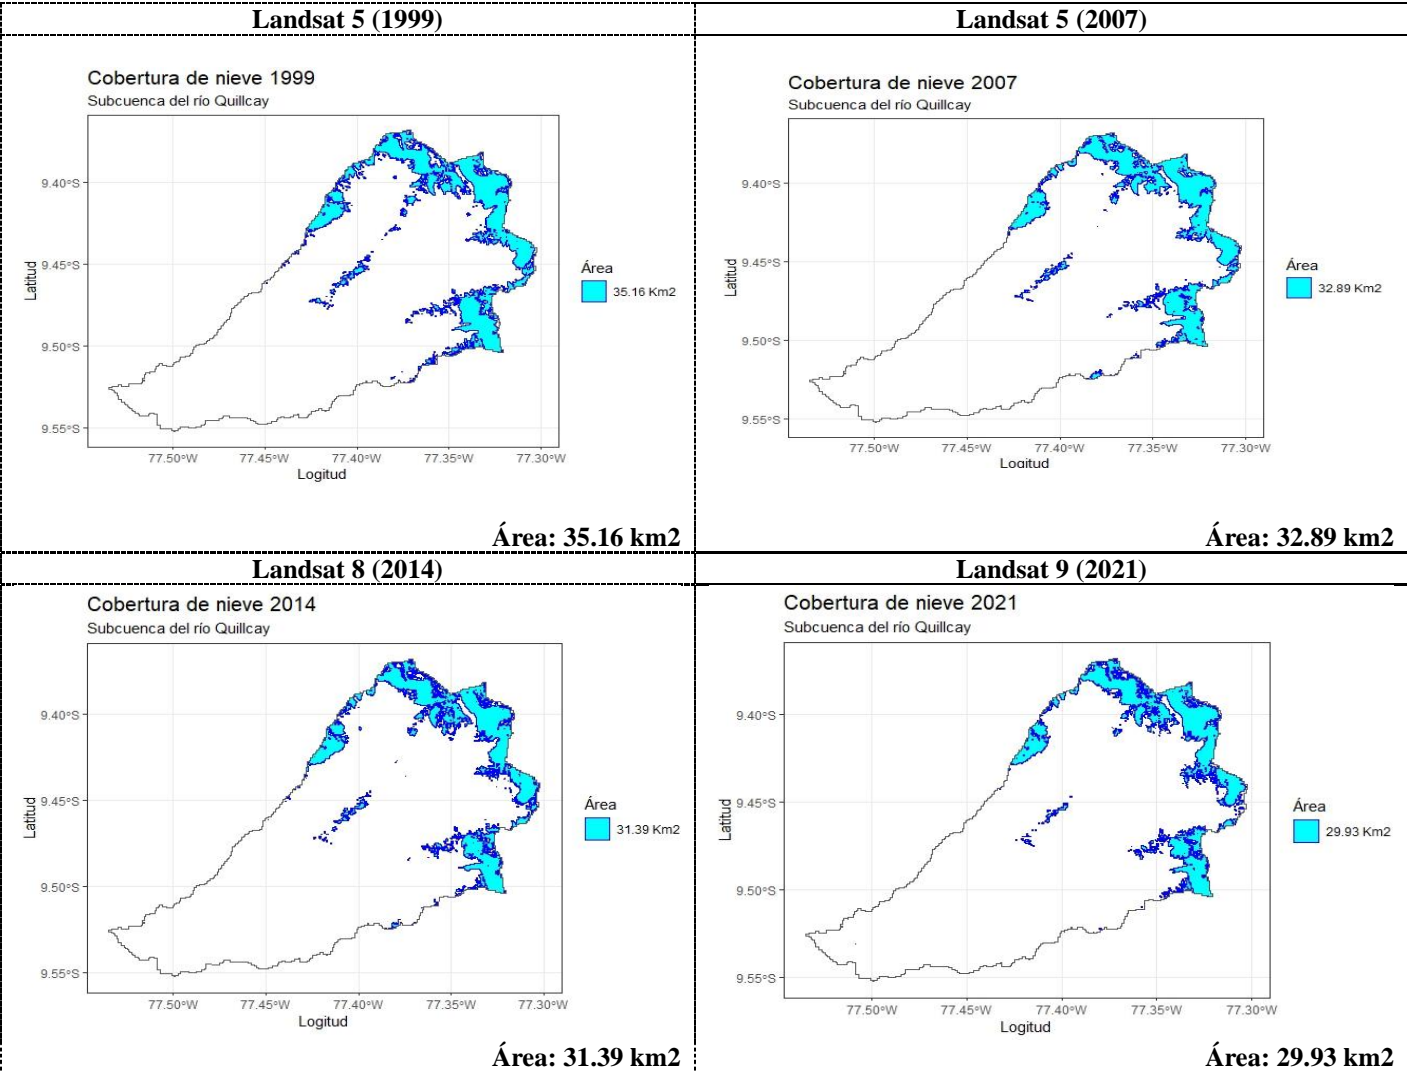 Landsat 5 (1999)
Cobertura de nieve 1999
Subcuenca del río Quillcay
9.40°S
9.45°S
9.50°S
9.55°S
Latitud
77.50°W 77.45°W 77.40°W 77.35°W 77.30°W
Logitud
Área
35.16 Km2
Área: 35.16 km2
Landsat 5 (2007)
Cobertura de nieve 2007
Subcuenca del río Quillcay
9.40°S
9.45°S
9.50°S
9.55°S
Latitud
77.50°W 77.45°W 77.40°W 77.35°W 77.30°W
Logitud
Área
32.89 Km2
Área: 32.89 km2
Landsat 8 (2014)
Cobertura de nieve 2014
Subcuenca del río Quillcay
9.40°S
9.45°S
9.50°S
9.55°S
Latitud
77.50°W 77.45°W 77.40°W 77.35°W 77.30°W
Logitud
Área
31.39 Km2
Área: 31.39 km2
Landsat 9 (2021)
Cobertura de nieve 2021
Subcuenca del río Quillcay
9.40°S
9.45°S
9.50°S
9.55°S
Latitud
77.50°W 77.45°W 77.40°W 77.35°W 77.30°W
Logitud
Área
29.93 Km2
Área: 29.93 km2